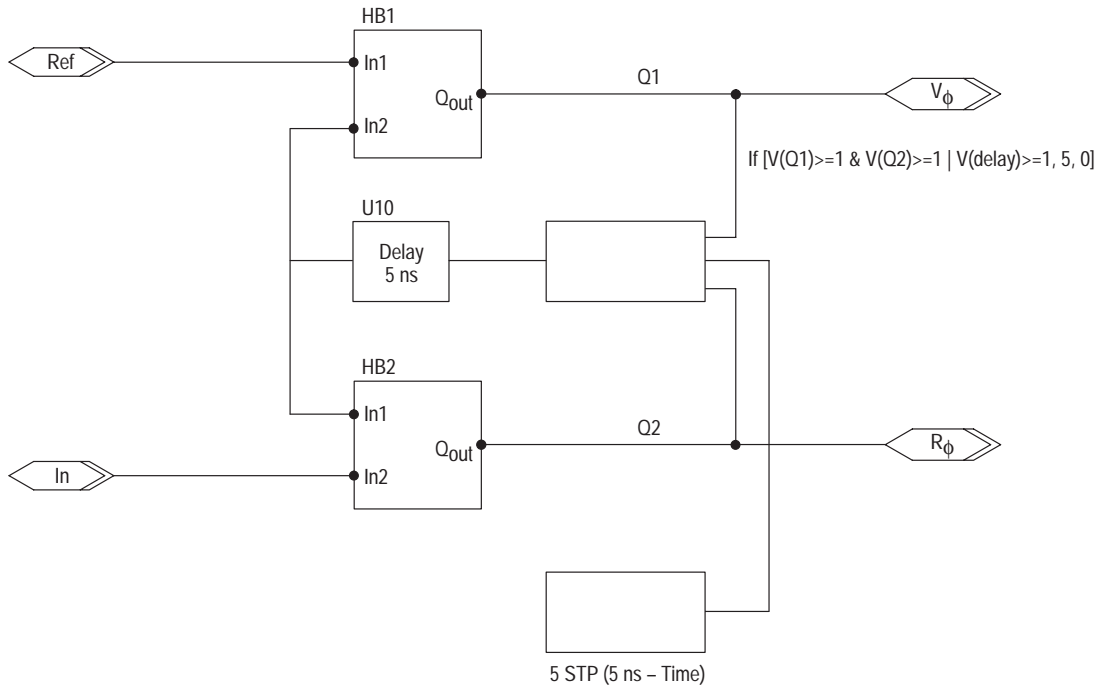 HB1
Ref
In1
Q1
Qout
Vϕ
In2
If [V(Q1)>=1 & V(Q2)>=1 | V(delay)>=1, 5, 0]
U10
Delay
5 ns
HB2
In1
Q2
Qout
Rϕ
In
In2
5 STP (5 ns – Time)